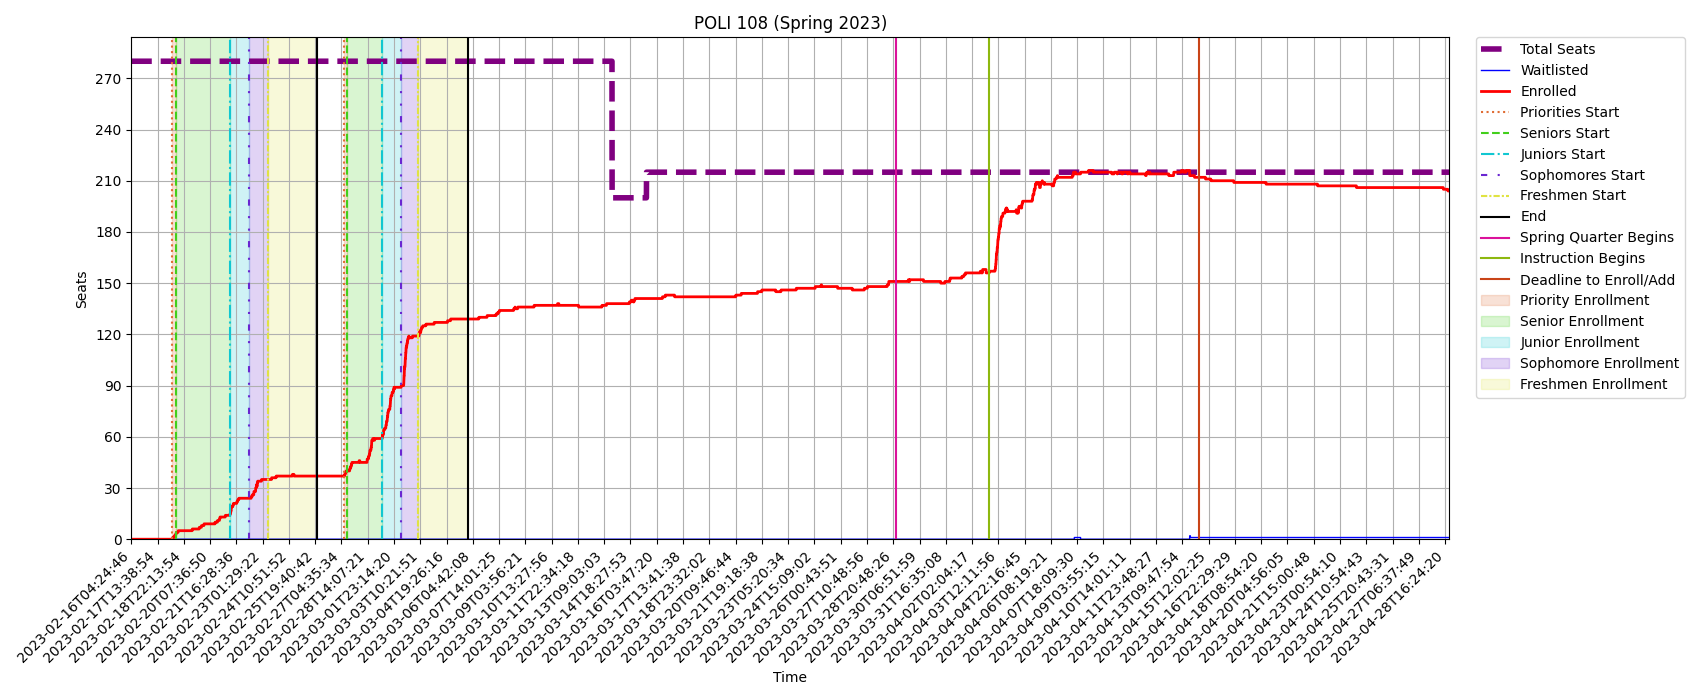 POLI 108 (Spring 2023)
Seats
270
240
210
180
150
120
90
60
30
0
2023-02-16T04:24:46
2023-02-17T13:38:54
2023-02-18T22:13:54
2023-02-20T07:36:50
2023-02-21T16:28:36
2023-02-23T01:29:22
2023-02-24T10:51:52
2023-02-25T19:40:42
2023-02-27T04:35:34
2023-02-28T14:07:21
2023-03-01T23:14:20
2023-03-03T10:21:51
2023-03-04T19:26:16
2023-03-06T04:42:08
2023-03-07T14:01:25
2023-03-09T03:56:21
2023-03-10T13:27:56
2023-03-11T22:34:18
2023-03-13T09:03:03
2023-03-14T18:27:53
2023-03-16T03:47:20
2023-03-17T13:41:38
2023-03-18T23:32:02
2023-03-20T09:46:44
2023-03-21T19:18:38
2023-03-23T05:20:34
2023-03-24T15:09:02
2023-03-26T00:43:51
2023-03-27T10:48:56
2023-03-28T20:48:26
2023-03-30T06:51:59
2023-03-31T16:35:08
2023-04-02T02:04:17
2023-04-03T12:11:56
2023-04-04T22:16:45
2023-04-06T08:19:21
2023-04-07T18:09:30
2023-04-09T03:55:15
2023-04-10T14:01:13
2023-04-11T23:48:27
2023-04-13T09:47:54
2023-04-15T12:02:25
2023-04-16T22:29:29
2023-04-18T08:54:20
2023-04-20T04:56:05
2023-04-21T15:00:48
2023-04-23T00:54:10
2023-04-24T10:54:43
2023-04-25T20:43:31
2023-04-27T06:37:49
2023-04-28T16:24:20
Time
Total Seats
Waitlisted
Enrolled
Priorities Start
Seniors Start
Juniors Start
Sophomores Start
Freshmen Start
End
Spring Quarter Begins
Instruction Begins
Deadline to Enroll/Add
Priority Enrollment
Senior Enrollment
Junior Enrollment
Sophomore Enrollment
Freshmen Enrollment